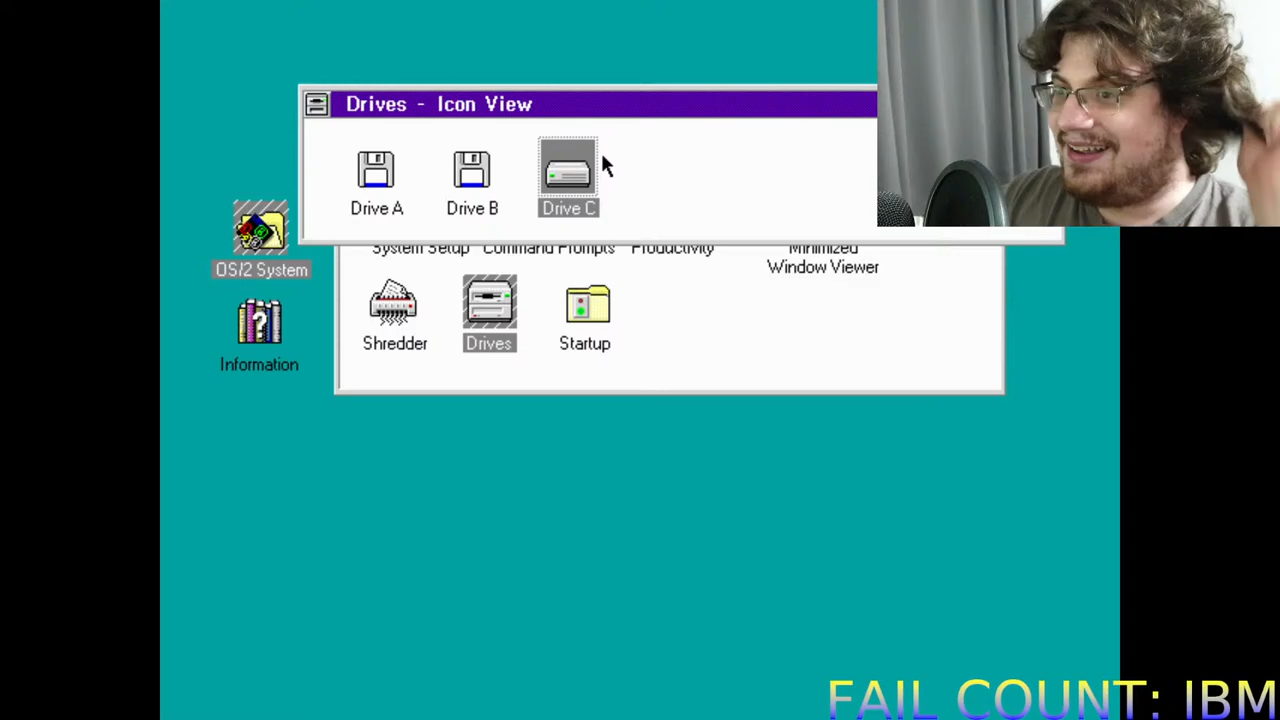 Drives - Icon View
Drive A
Drive B
Drive C
System Setup
Command Prompts
Productivity
Minimized
Window Viewer
OS/2 System
Shredder
Drives
Startup
Information
FAIL COUNT: IBM